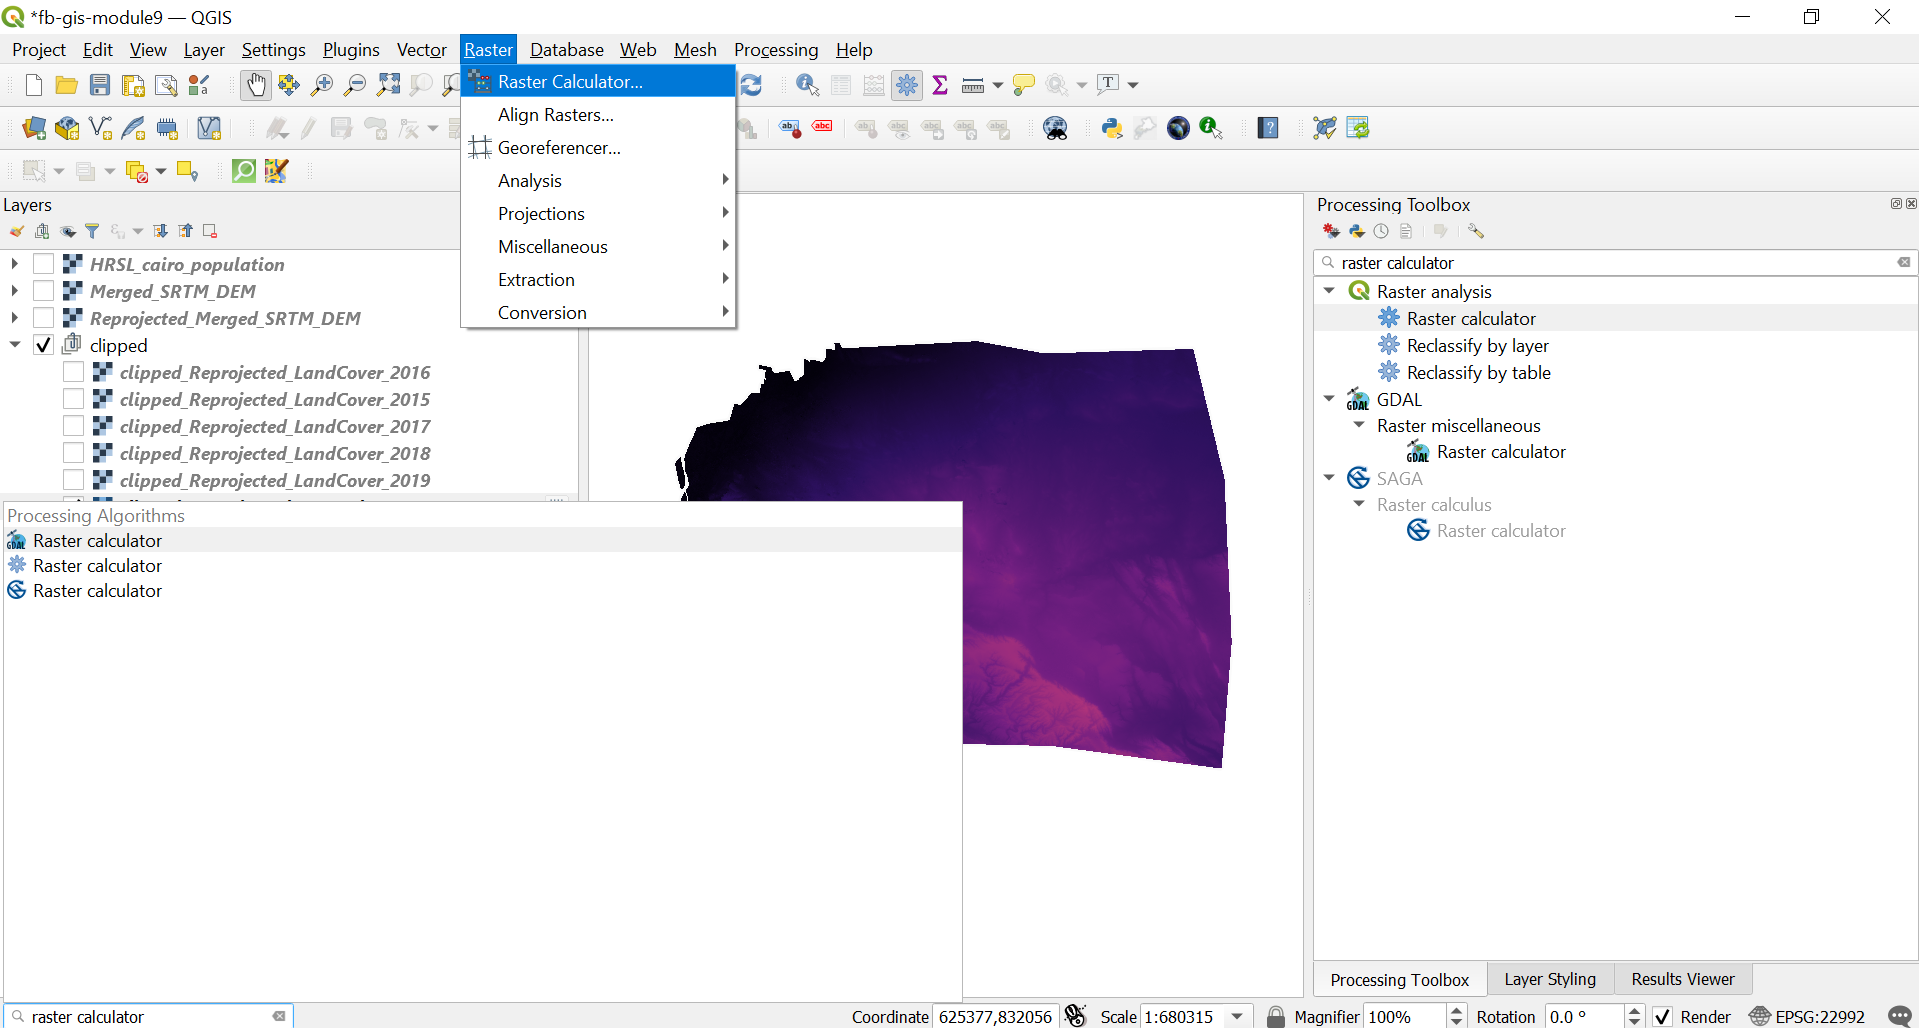 *fb-gis-module9 — QGIS
Project Edit View Layer Settings Plugins Vector Raster Database Web Mesh Processing Help
Raster Calculator...
Align Rasters...
Georeferencer...
Analysis
Projections
Miscellaneous
Extraction
Conversion
Layers
HRSL_cairo_population
Merged_SRTM_DEM
Reprojected_Merged_SRTM_DEM
clipped
clipped_Reprojected_LandCover_2016
clipped_Reprojected_LandCover_2015
clipped_Reprojected_LandCover_2017
clipped_Reprojected_LandCover_2018
clipped_Reprojected_LandCover_2019
Processing Algorithms
GDAL Raster calculator
Raster calculator
Raster calculator
raster calculator
Processing Toolbox
raster calculator
Raster analysis
Raster calculator
Reclassify by layer
Reclassify by table
GDAL GDAL
Raster miscellaneous
GDAL Raster calculator
SAGA
Raster calculus
Raster calculator
Processing Toolbox Layer Styling Results Viewer
Coordinate 625377,832056 Scale 1:680315 Magnifier 100% Rotation 0.0 ° Render EPSG:22992